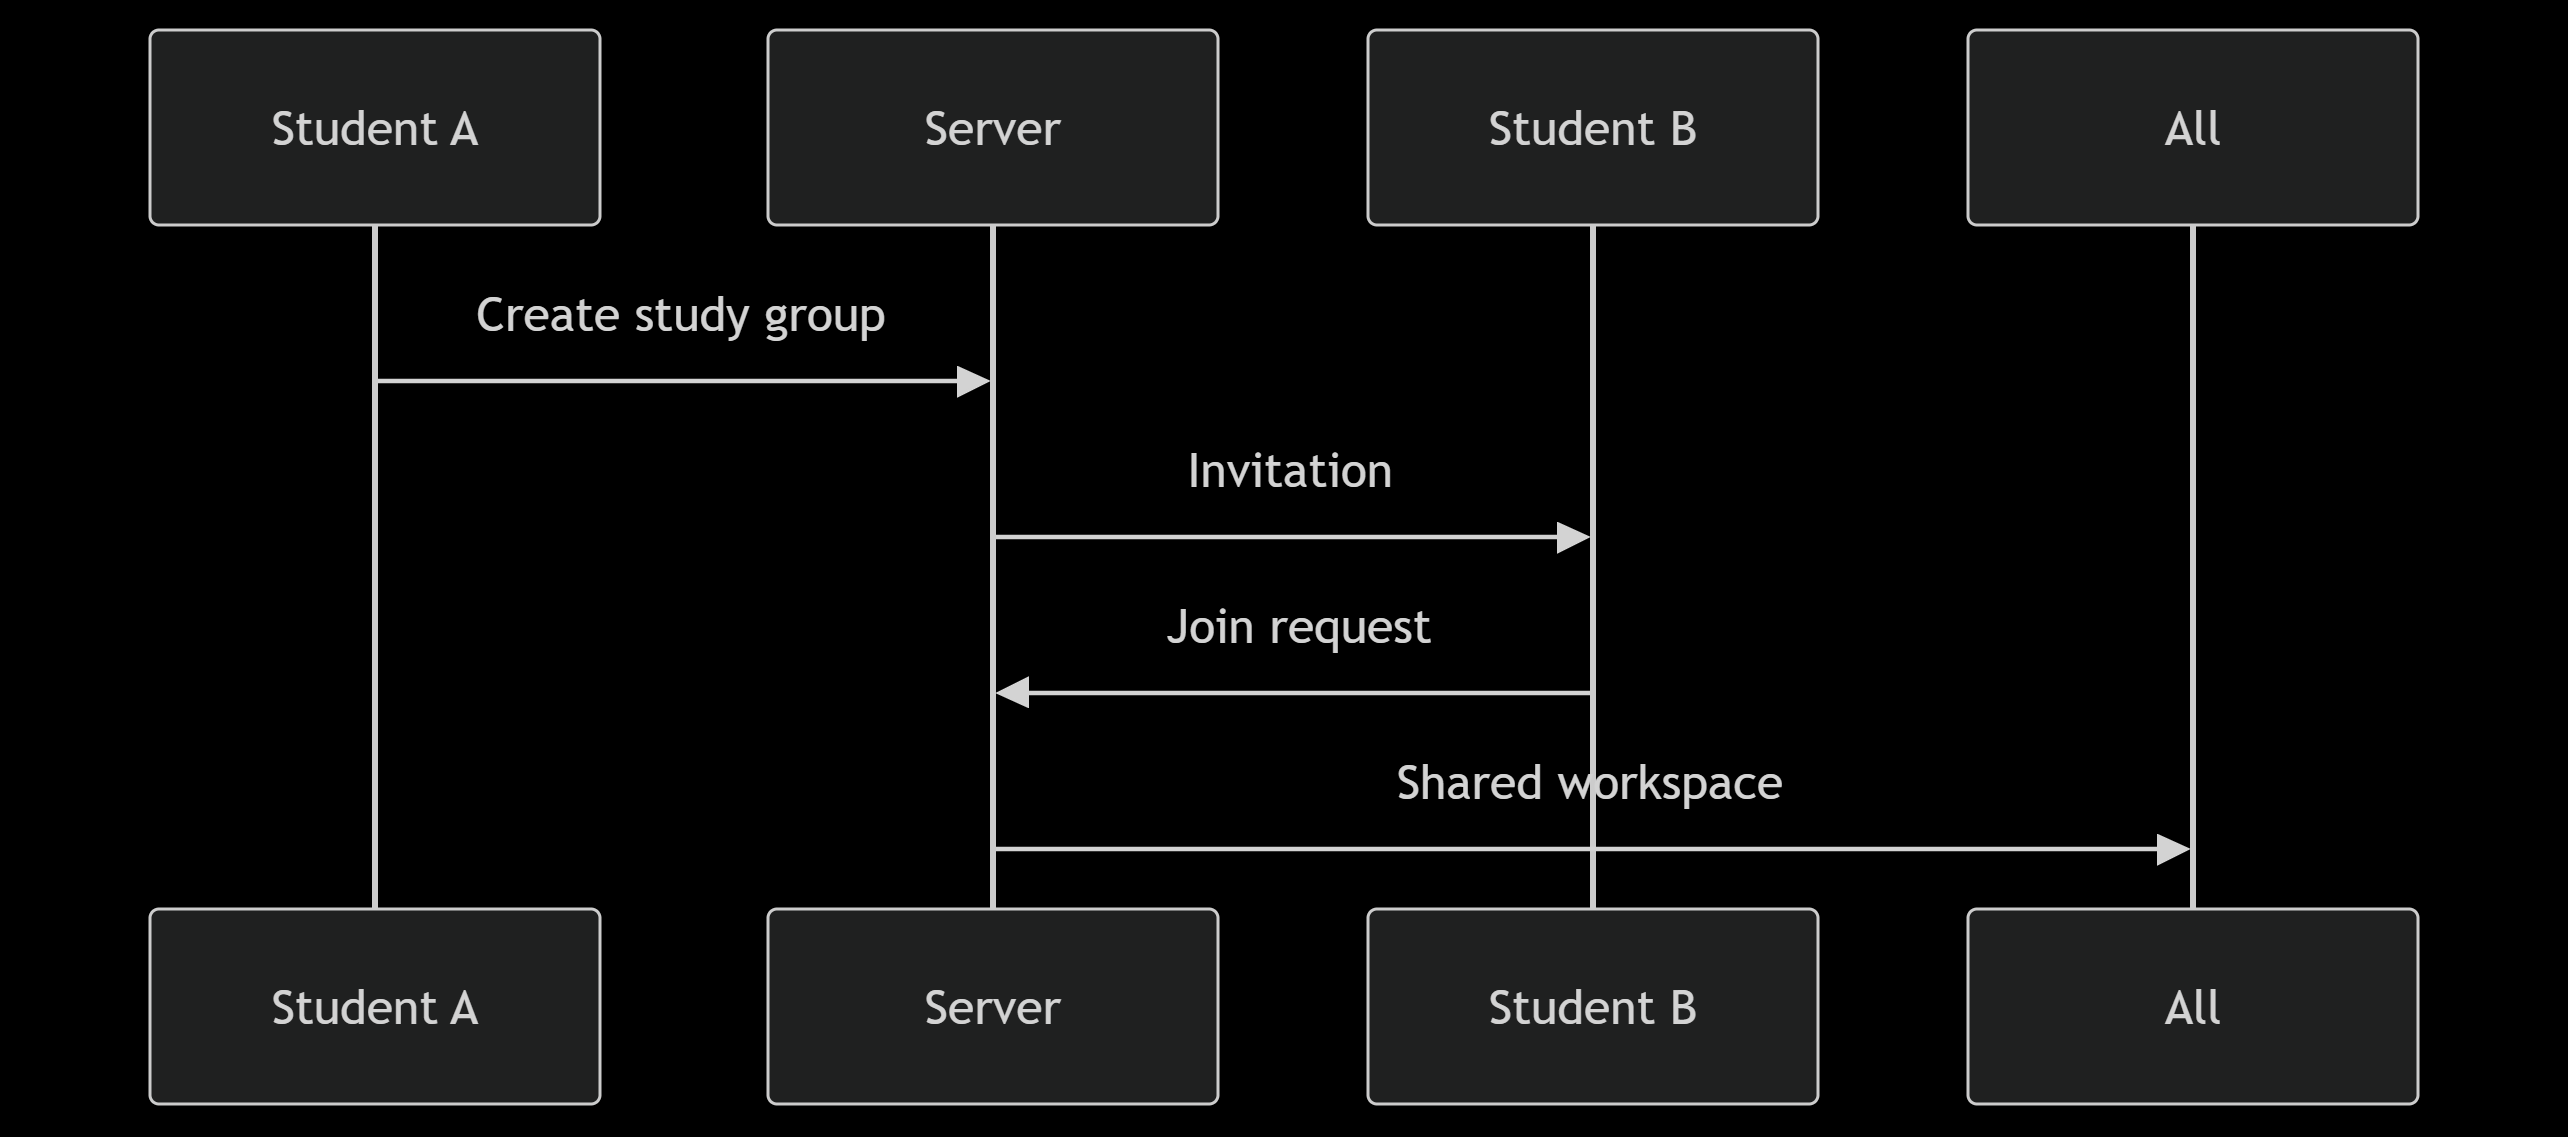 Student A
Server
Student B
All
Create study group
Invitation
Join request
Shared workspace
Student A
Server
Student B
All